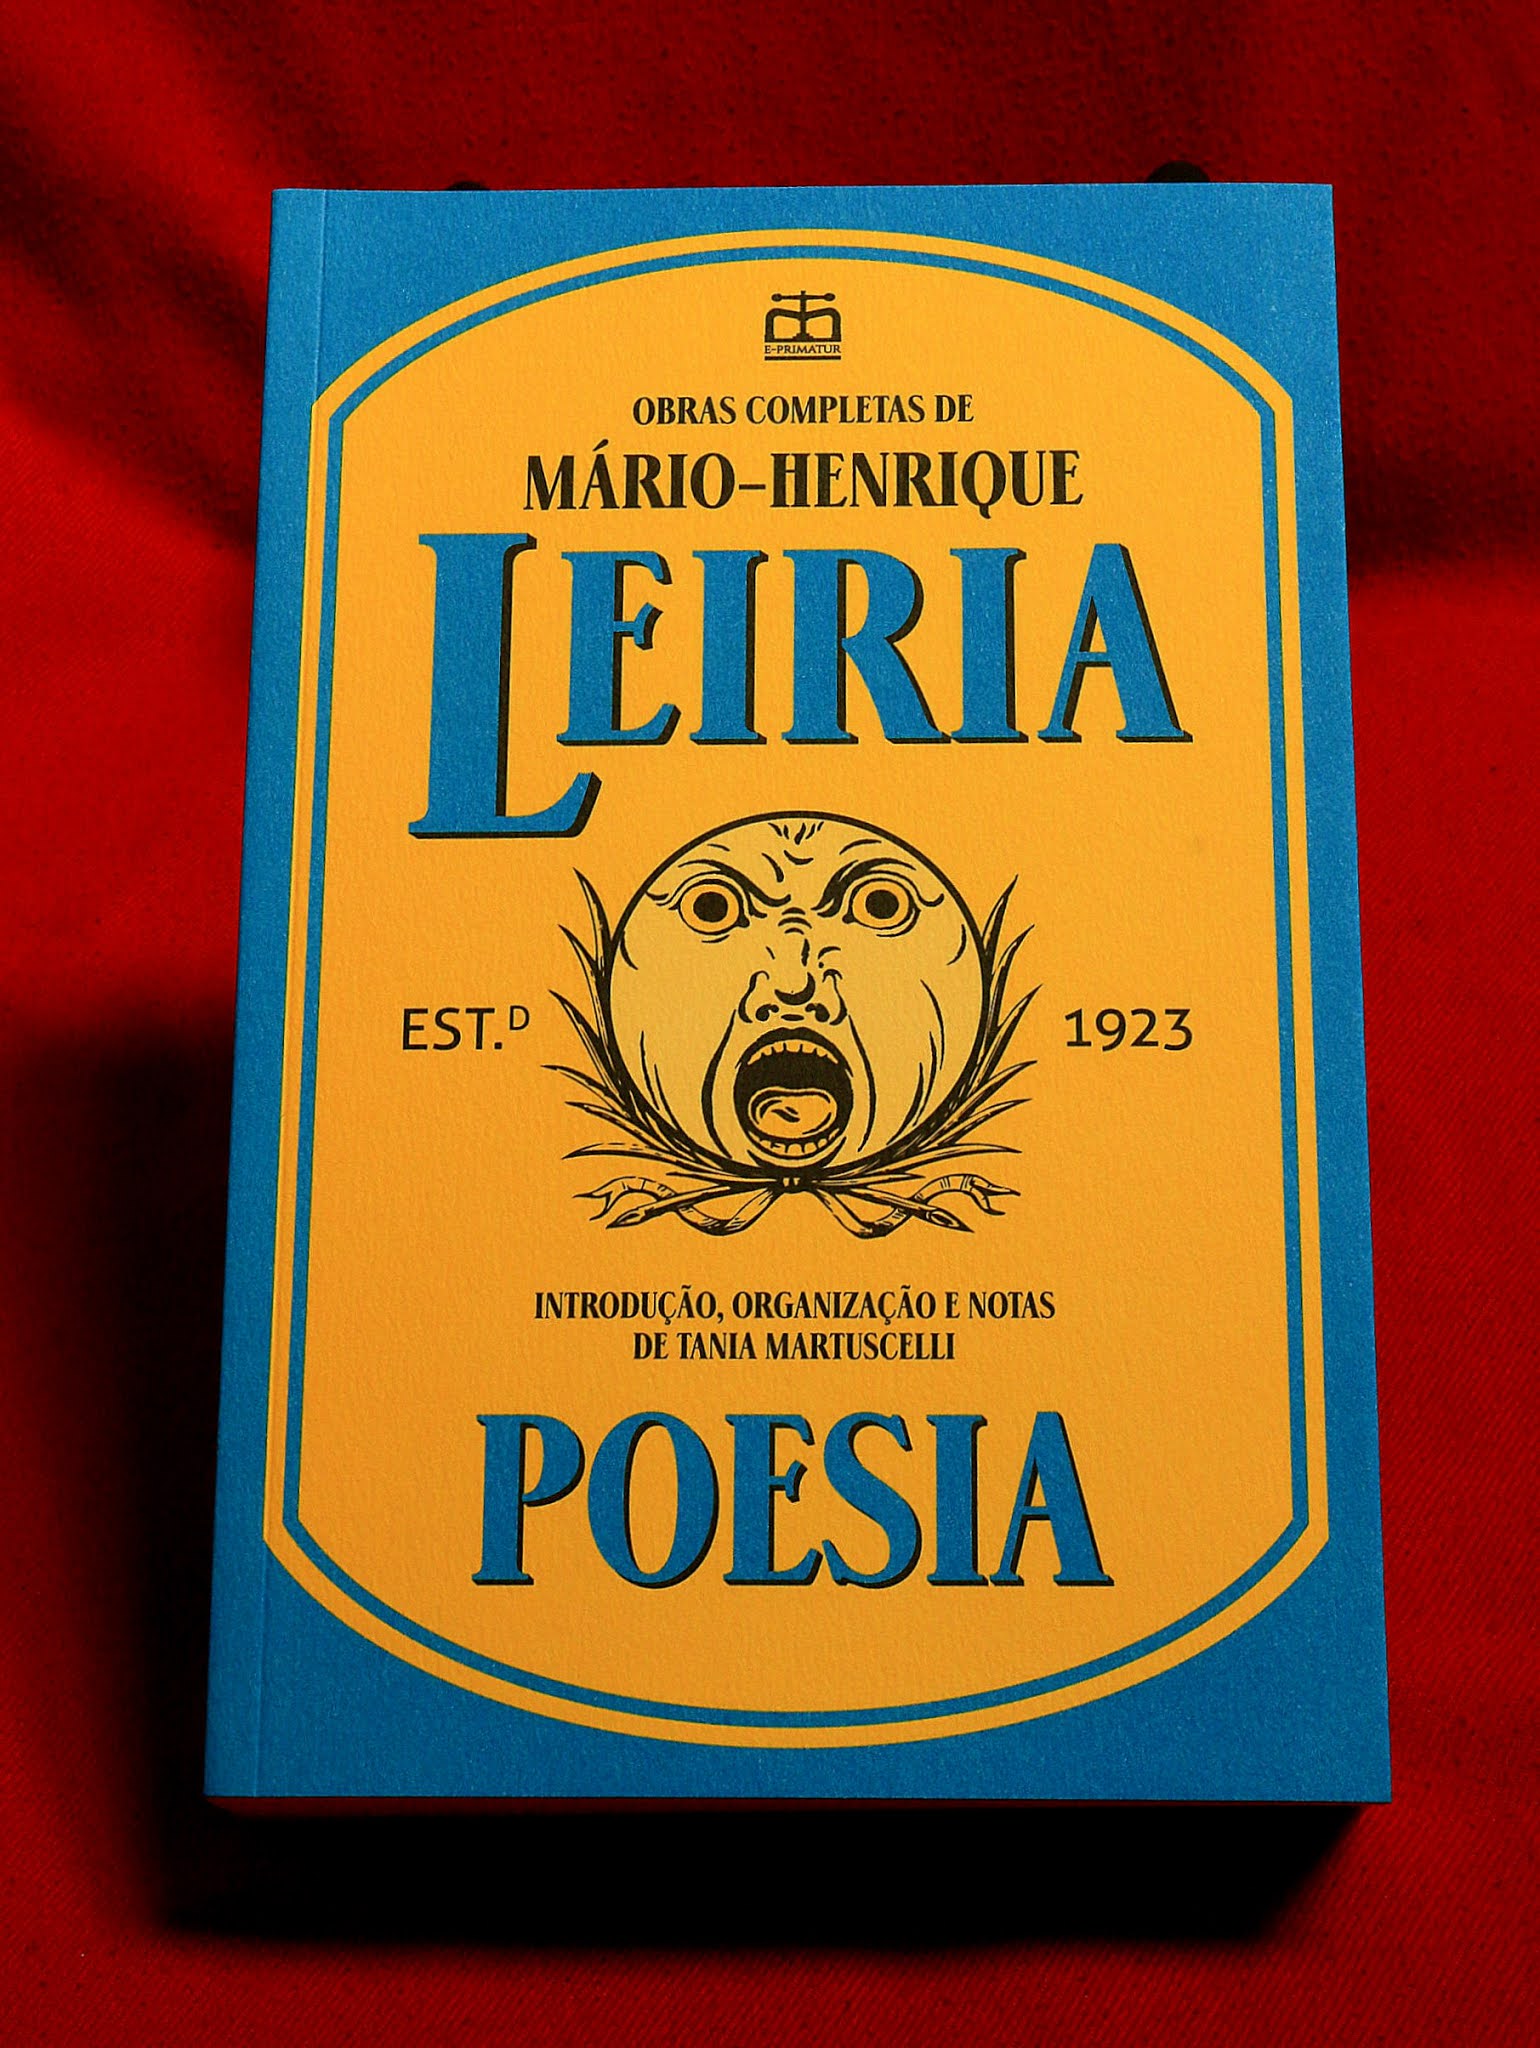 E-PRIMATUR
OBRAS COMPLETAS DE
MÁRIO-HENRIQUE
LEIRIA
EST.D 1923
INTRODUÇÃO, ORGANIZAÇÃO E NOTAS
DE TANIA MARTUSCELLI
POESIA